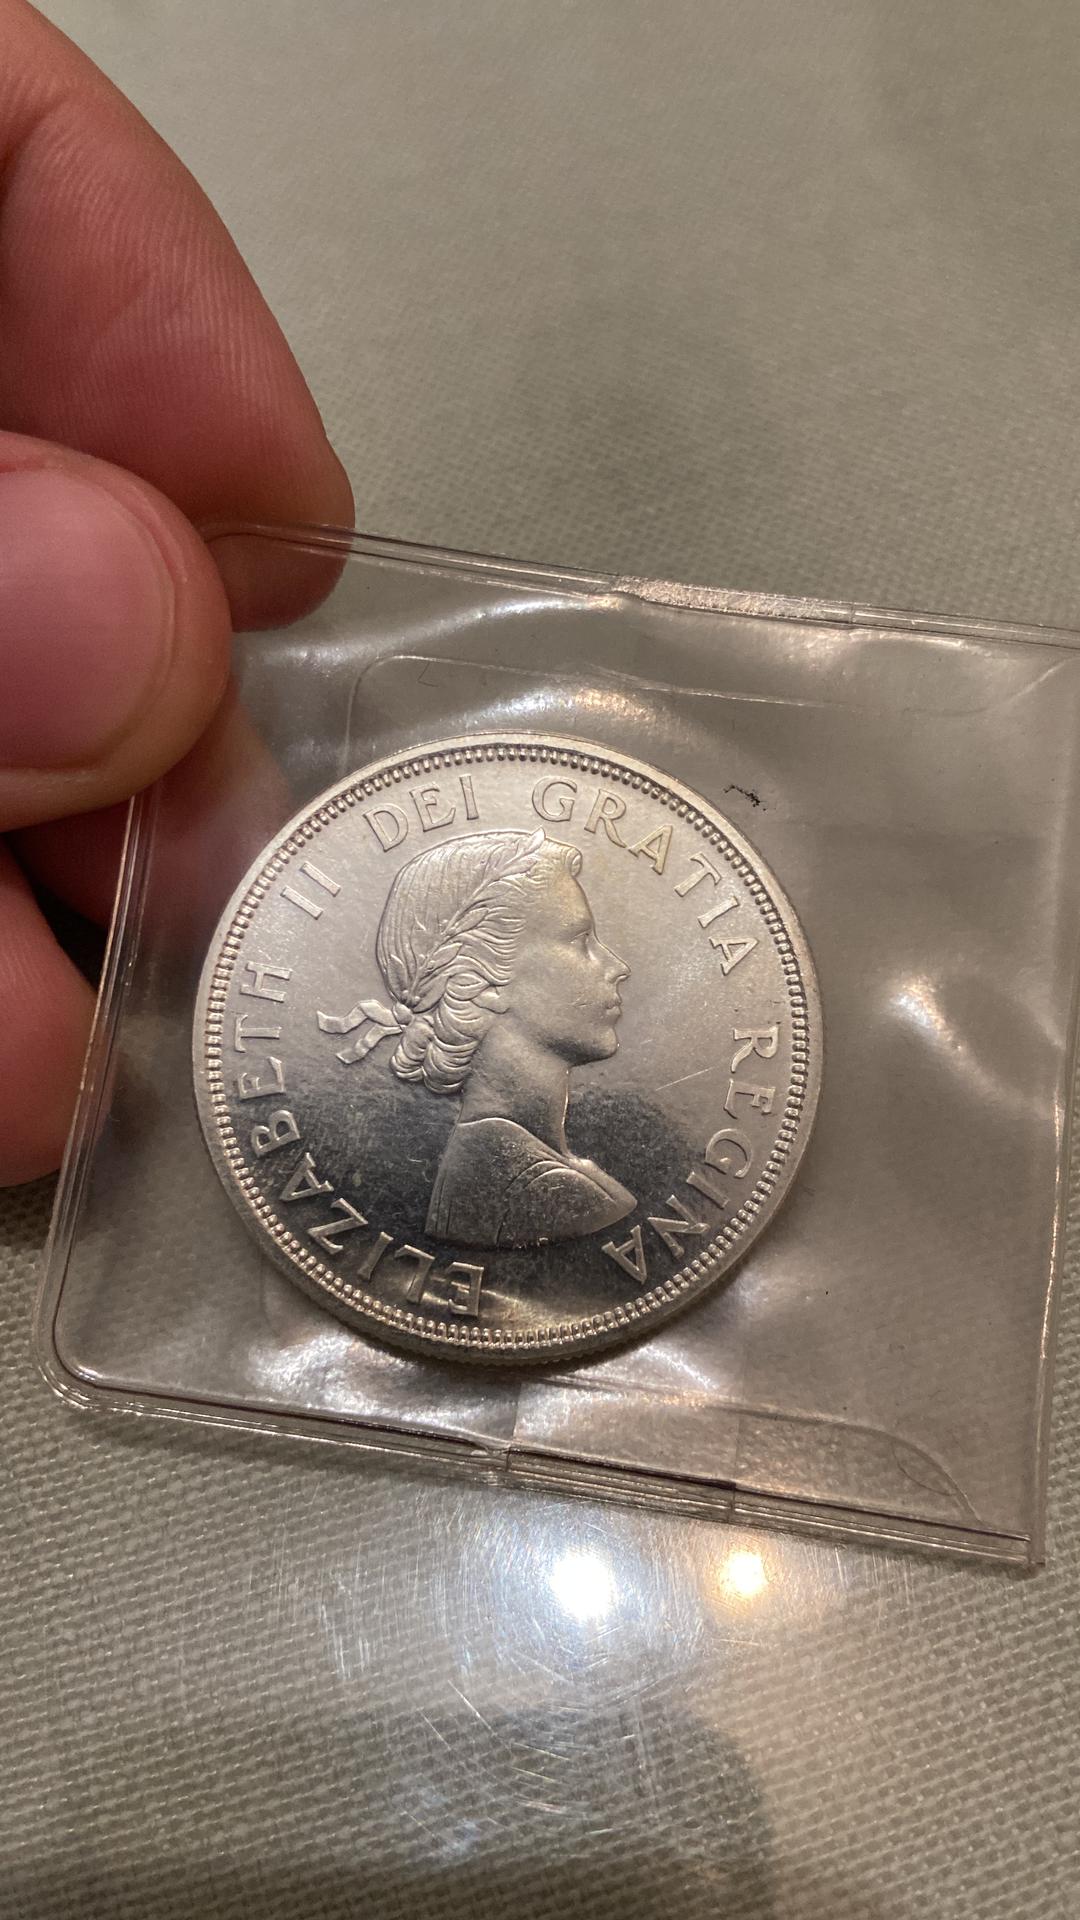 ELIZABETH II DEI GRATIA REGINA